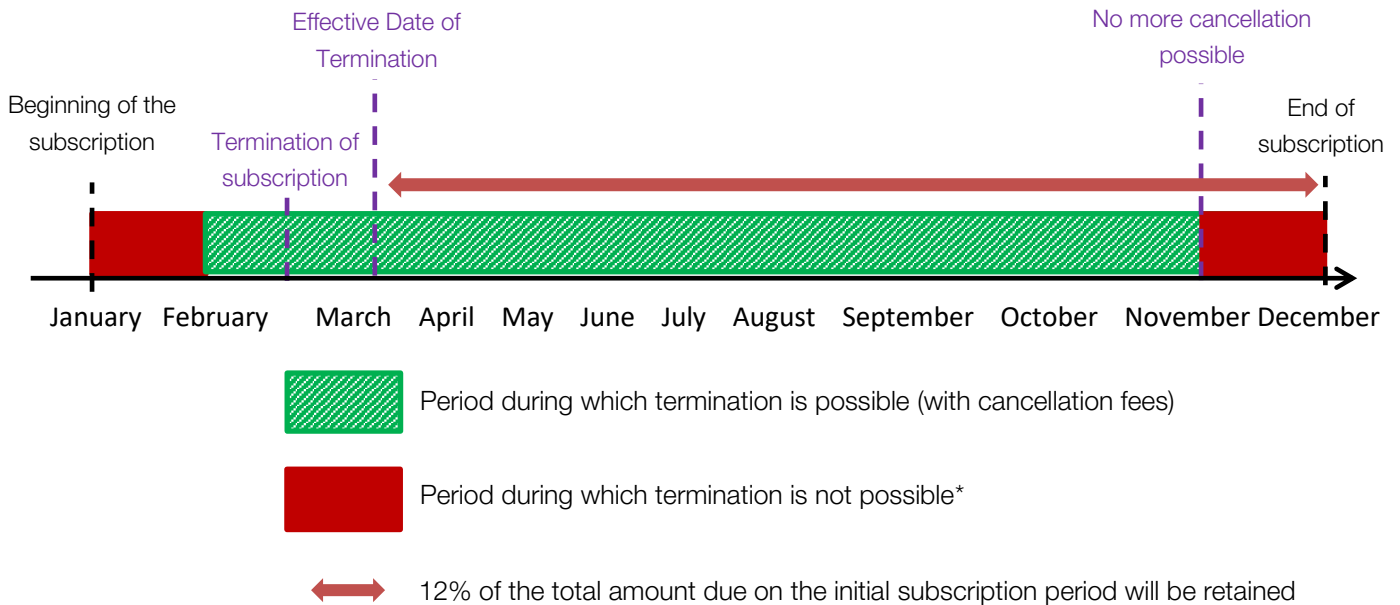 Effective Date of
Termination
No more cancellation
possible
Beginning of the
subscription
Termination of
subscription
End of
subscription
January February March April May June July August September October November December
Period during which termination is possible (with cancellation fees)
Period during which termination is not possible*
12% of the total amount due on the initial subscription period will be retained